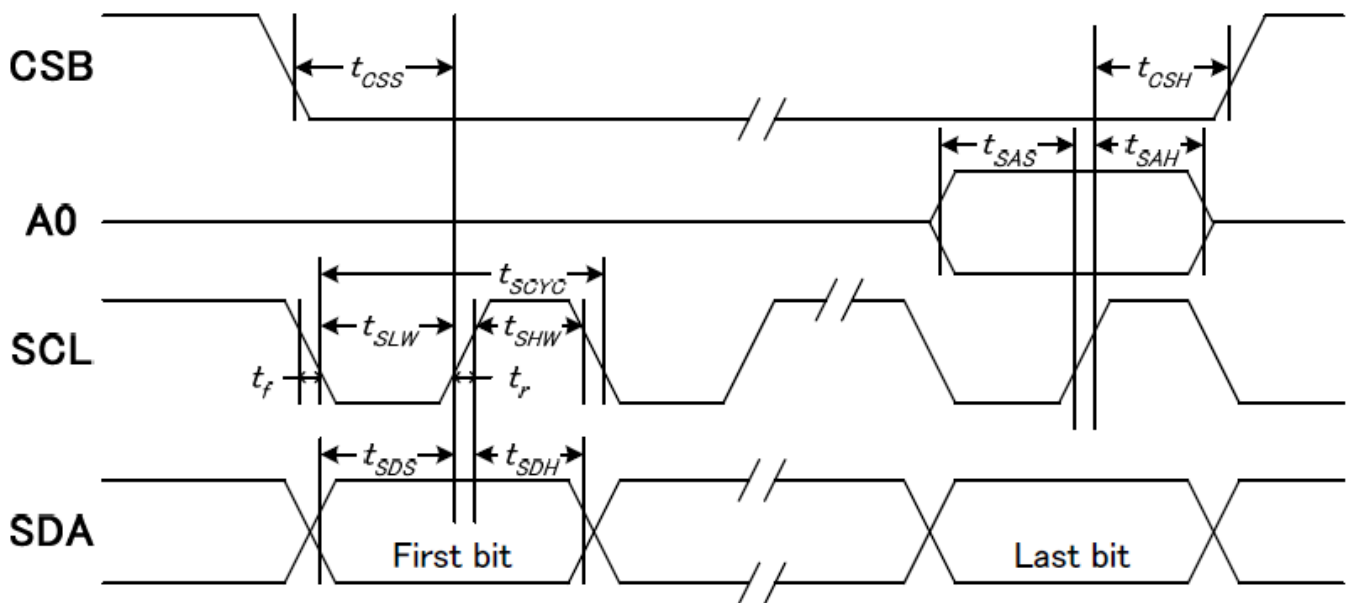 CSB
t_CSS
t_CSH
A0
t_SAS
t_SAH
SCL
t_SCYC
t_SLW
t_SHW
t_f
t_r
SDA
t_SDS
t_SDH
First bit
Last bit